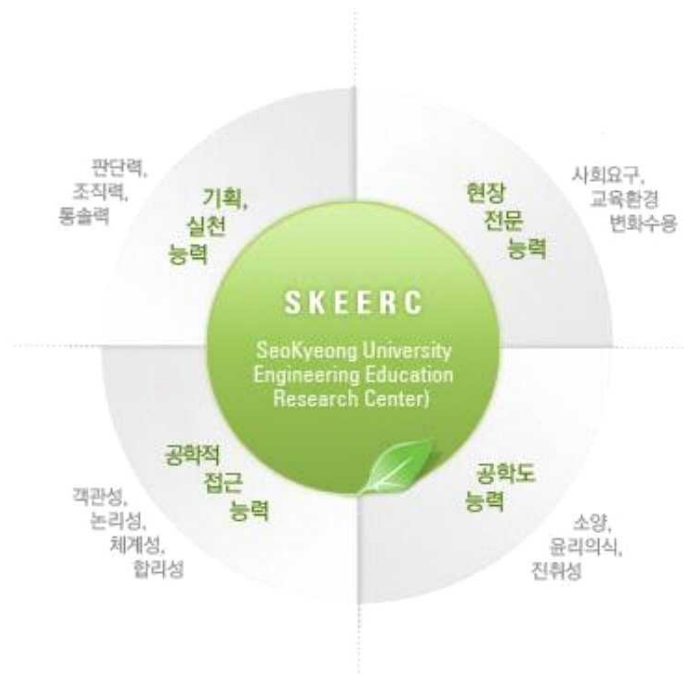 판단력,
조직력,
통솔력
기획,
실천
능력
현장
전문
능력
사회요구,
교육환경
변화수용
SKEERC
SeoKyeong University
Engineering Education
Research Center)
공학적
접근
능력
객관성,
논리성,
체계성,
합리성
공학도
능력
소양,
윤리의식,
진취성